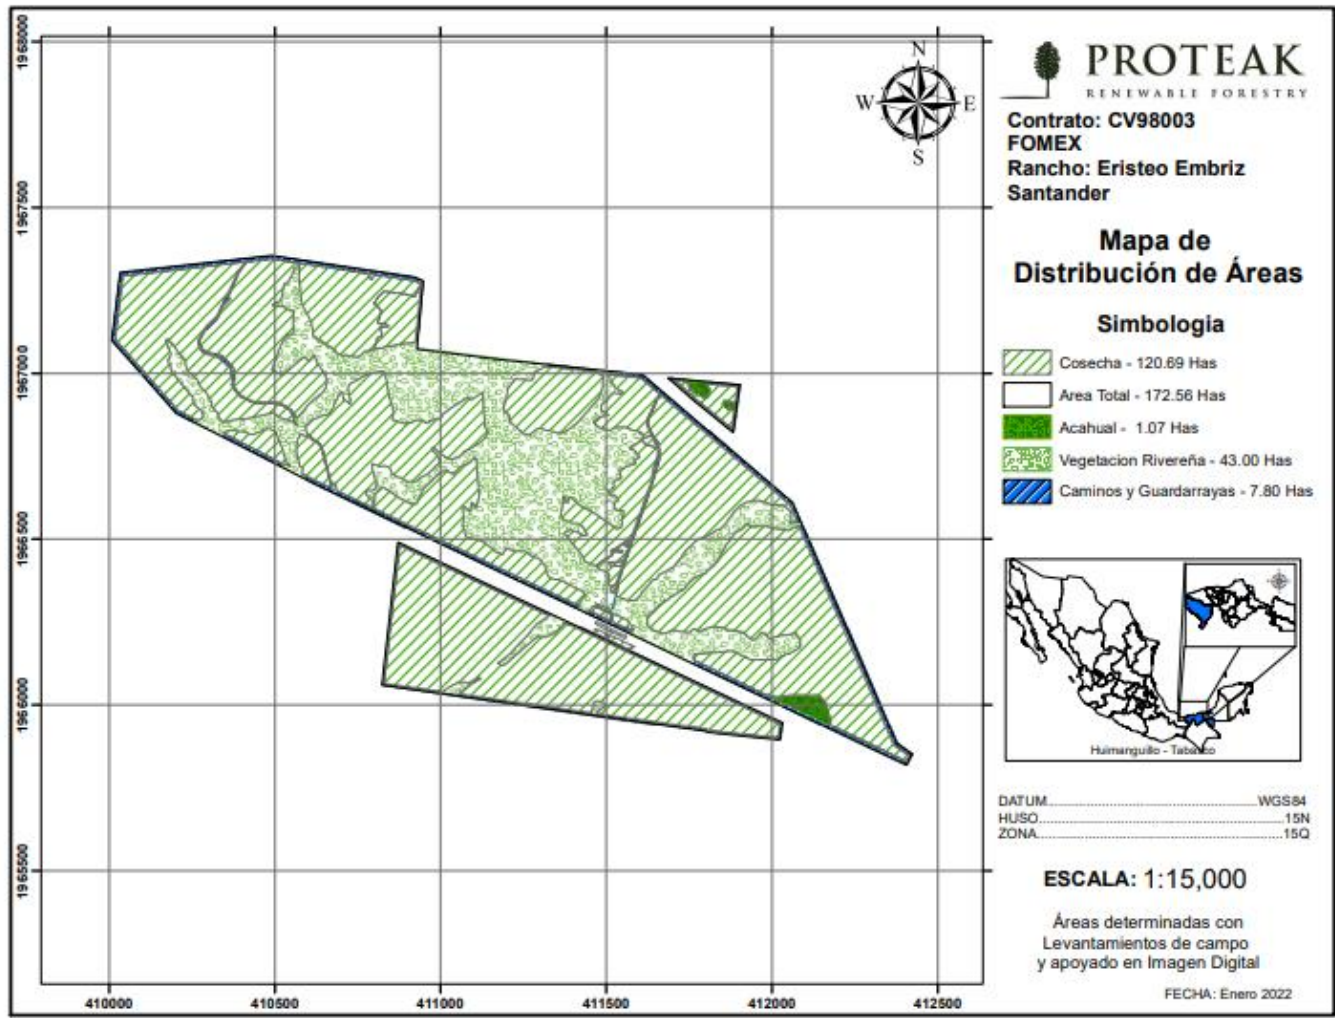 PROTEAK
RENEWABLE FORESTRY
Contrato: CV98003
FOMEX
Rancho: Eristeo Embriz
Santander
Mapa de
Distribución de Áreas
Simbologia
Cosecha - 120.69 Has
Area Total - 172.56 Has
Acahual - 1.07 Has
Vegetacion Rivereña - 43.00 Has
Caminos y Guardarrayas - 7.80 Has
Huimanguillo - Tabasco
DATUM WGS84
HUSO 15N
ZONA 15Q
ESCALA: 1:15,000
Áreas determinadas con
Levantamientos de campo
y apoyado en Imagen Digital
FECHA: Enero 2022
N
W E
S
1968000
1967500
1967000
1966500
1966000
1965500
410000 410500 411000 411500 412000 412500